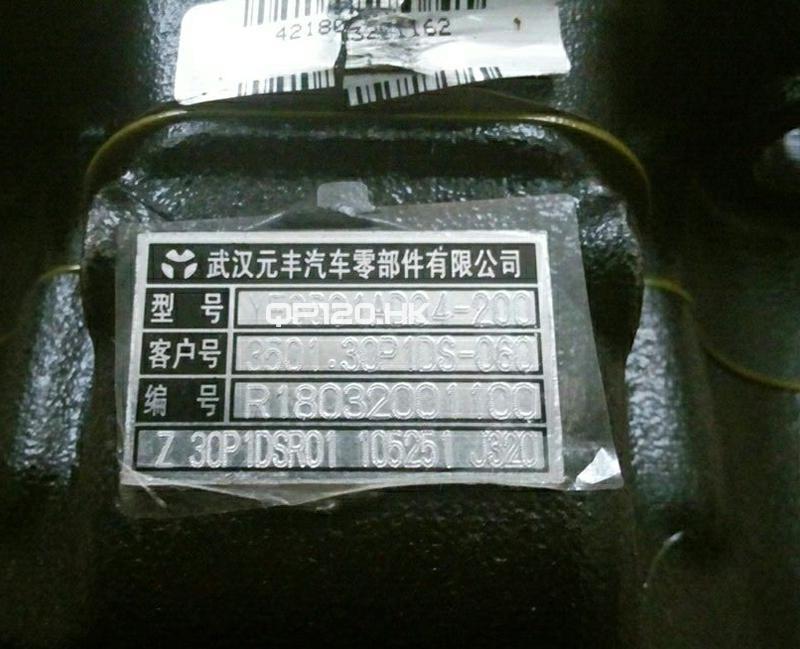 武汉元丰汽车零部件有限公司
型号
QP120.HK
客户号 3501.30P1DS-060
编号 R18032001100
Z 30P1DSR01 105251 J320